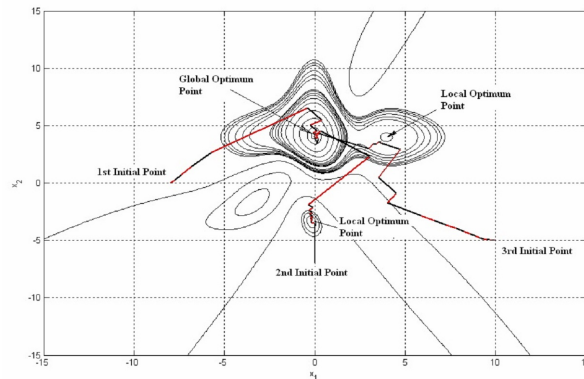 15
10
5
0
-5
-10
-15
x2
Global Optimum
Point
Local Optimum
Point
1st Initial Point
Local Optimum
Point
2nd Initial Point
3rd Initial Point
-15
-10
-5
0
5
10
15
x1